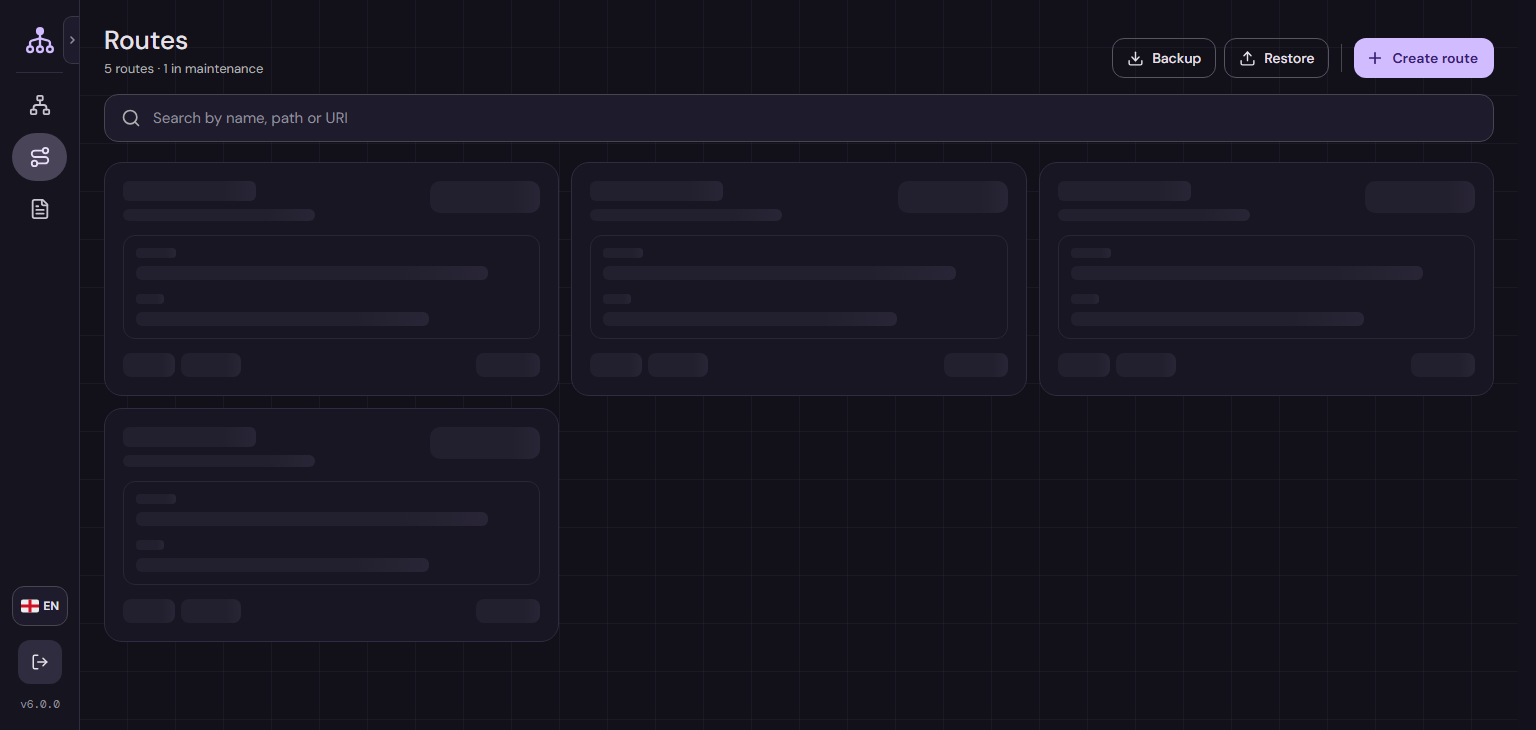 Routes
5 routes · 1 in maintenance
Backup
Restore
Create route
Search by name, path or URI
EN
v6.0.0